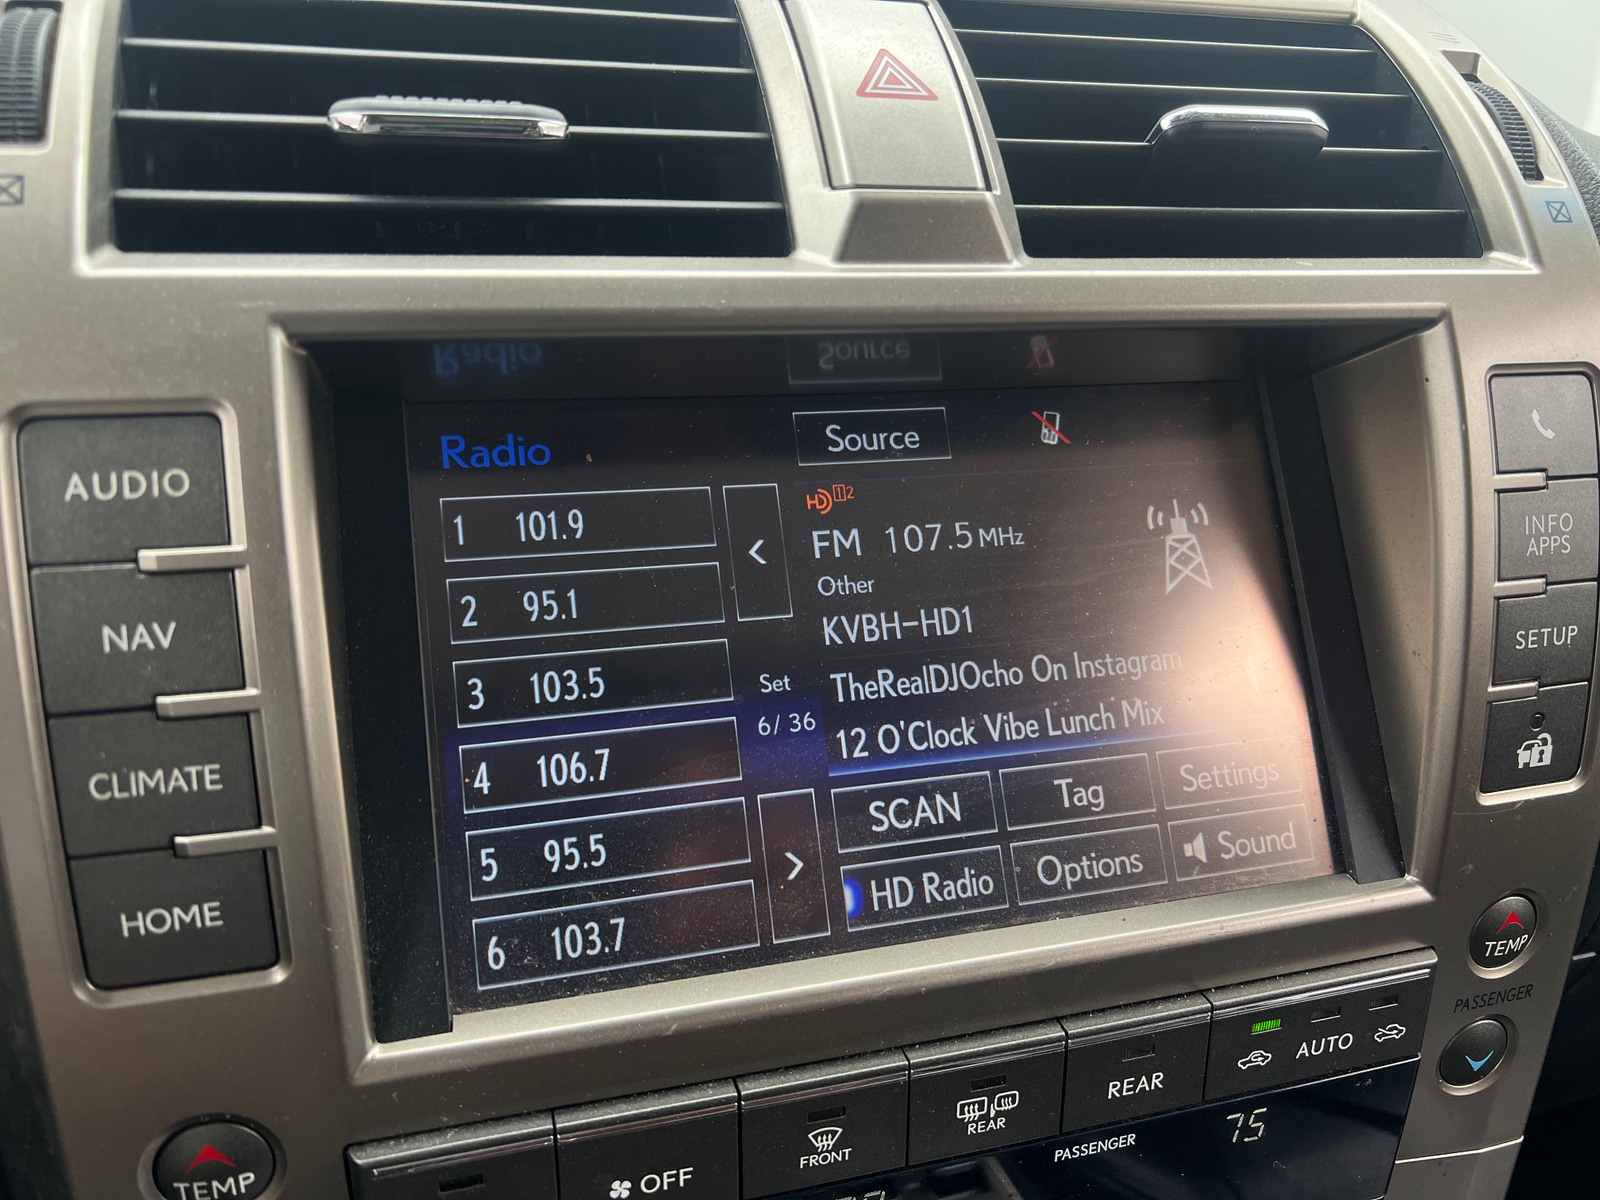 AUDIO
NAV
CLIMATE
HOME
Radio
Source
1 101.9
2 95.1
3 103.5
4 106.7
5 95.5
6 103.7
<
Set
6/36
>
HD 1 2
FM 107.5 MHz
Other
KVBH-HD1
TheRealDJOcho On Instagram
12 O'Clock Vibe Lunch Mix
SCAN
Tag
Settings
HD Radio
Options
Sound
INFO
APPS
SETUP
TEMP
PASSENGER
TEMP
OFF
FRONT
REAR
REAR
AUTO
PASSENGER
75